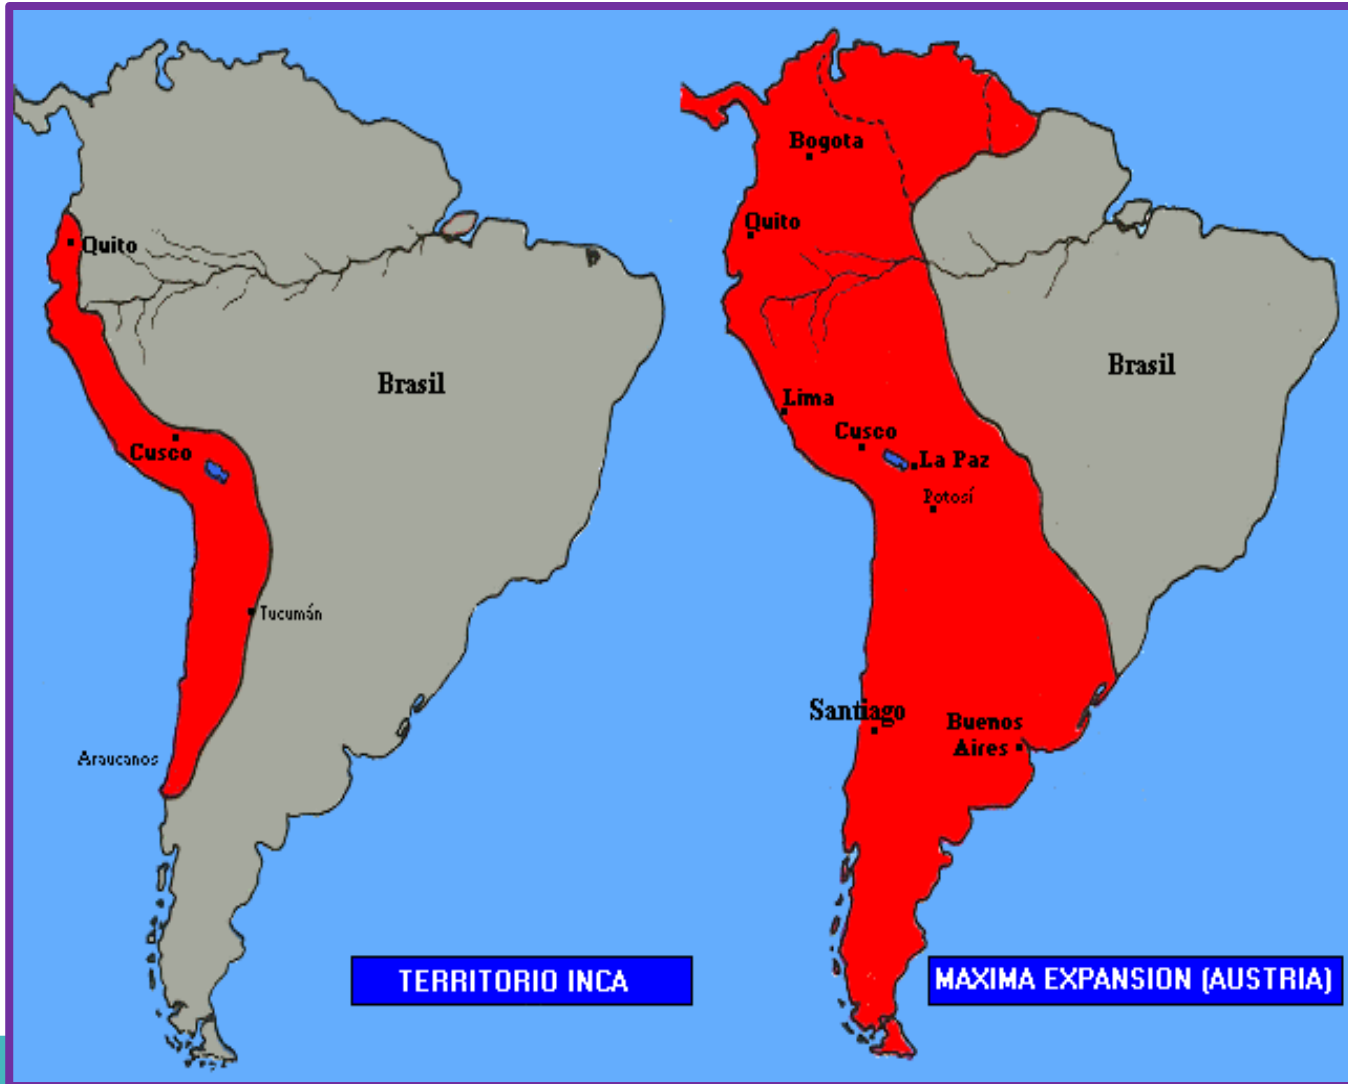 Quito
Brasil
Cusco
Tucumán
Araucanos
TERRITORIO INCA
Bogota
Quito
Brasil
Lima
Cusco
La Paz
Potosí
Santiago
Buenos
Aires
MAXIMA EXPANSION (AUSTRIA)